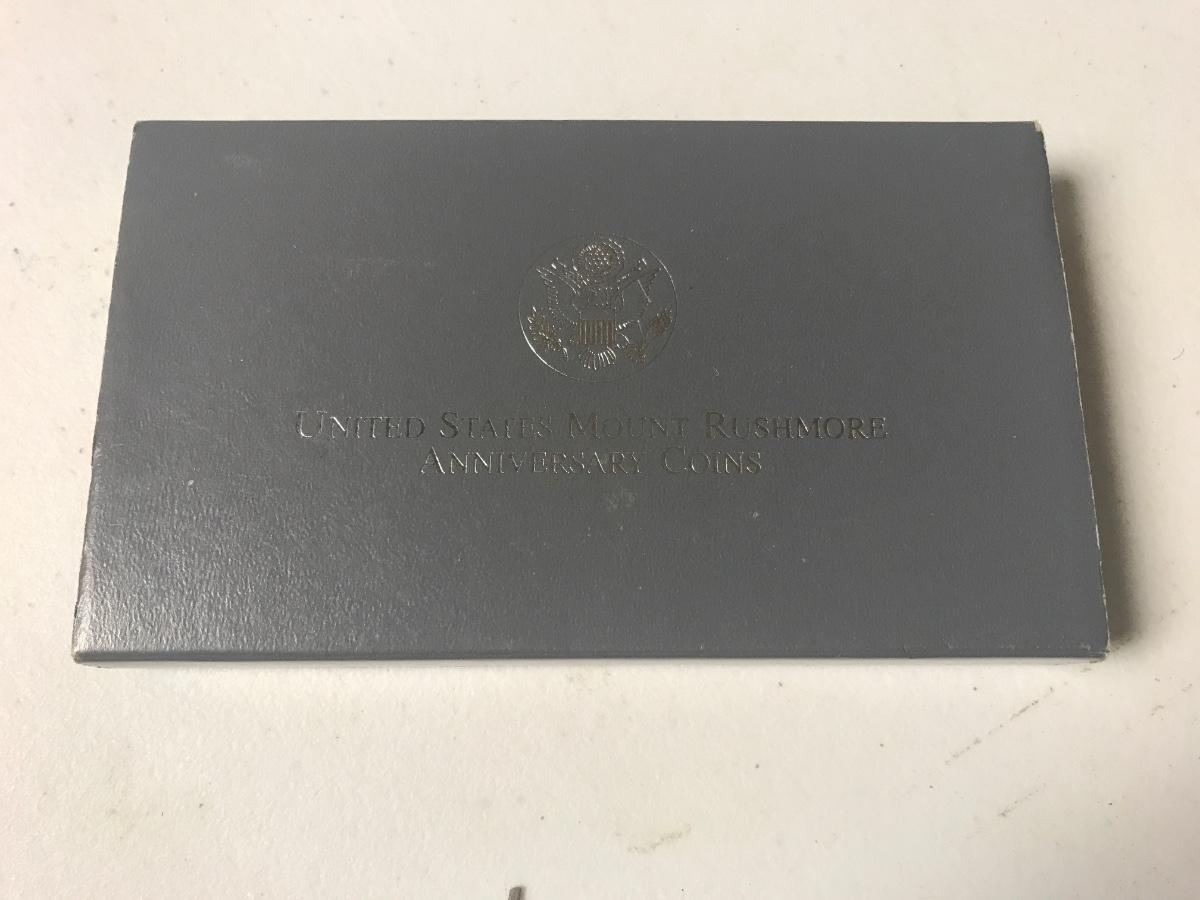 United States Mount Rushmore
Anniversary Coins